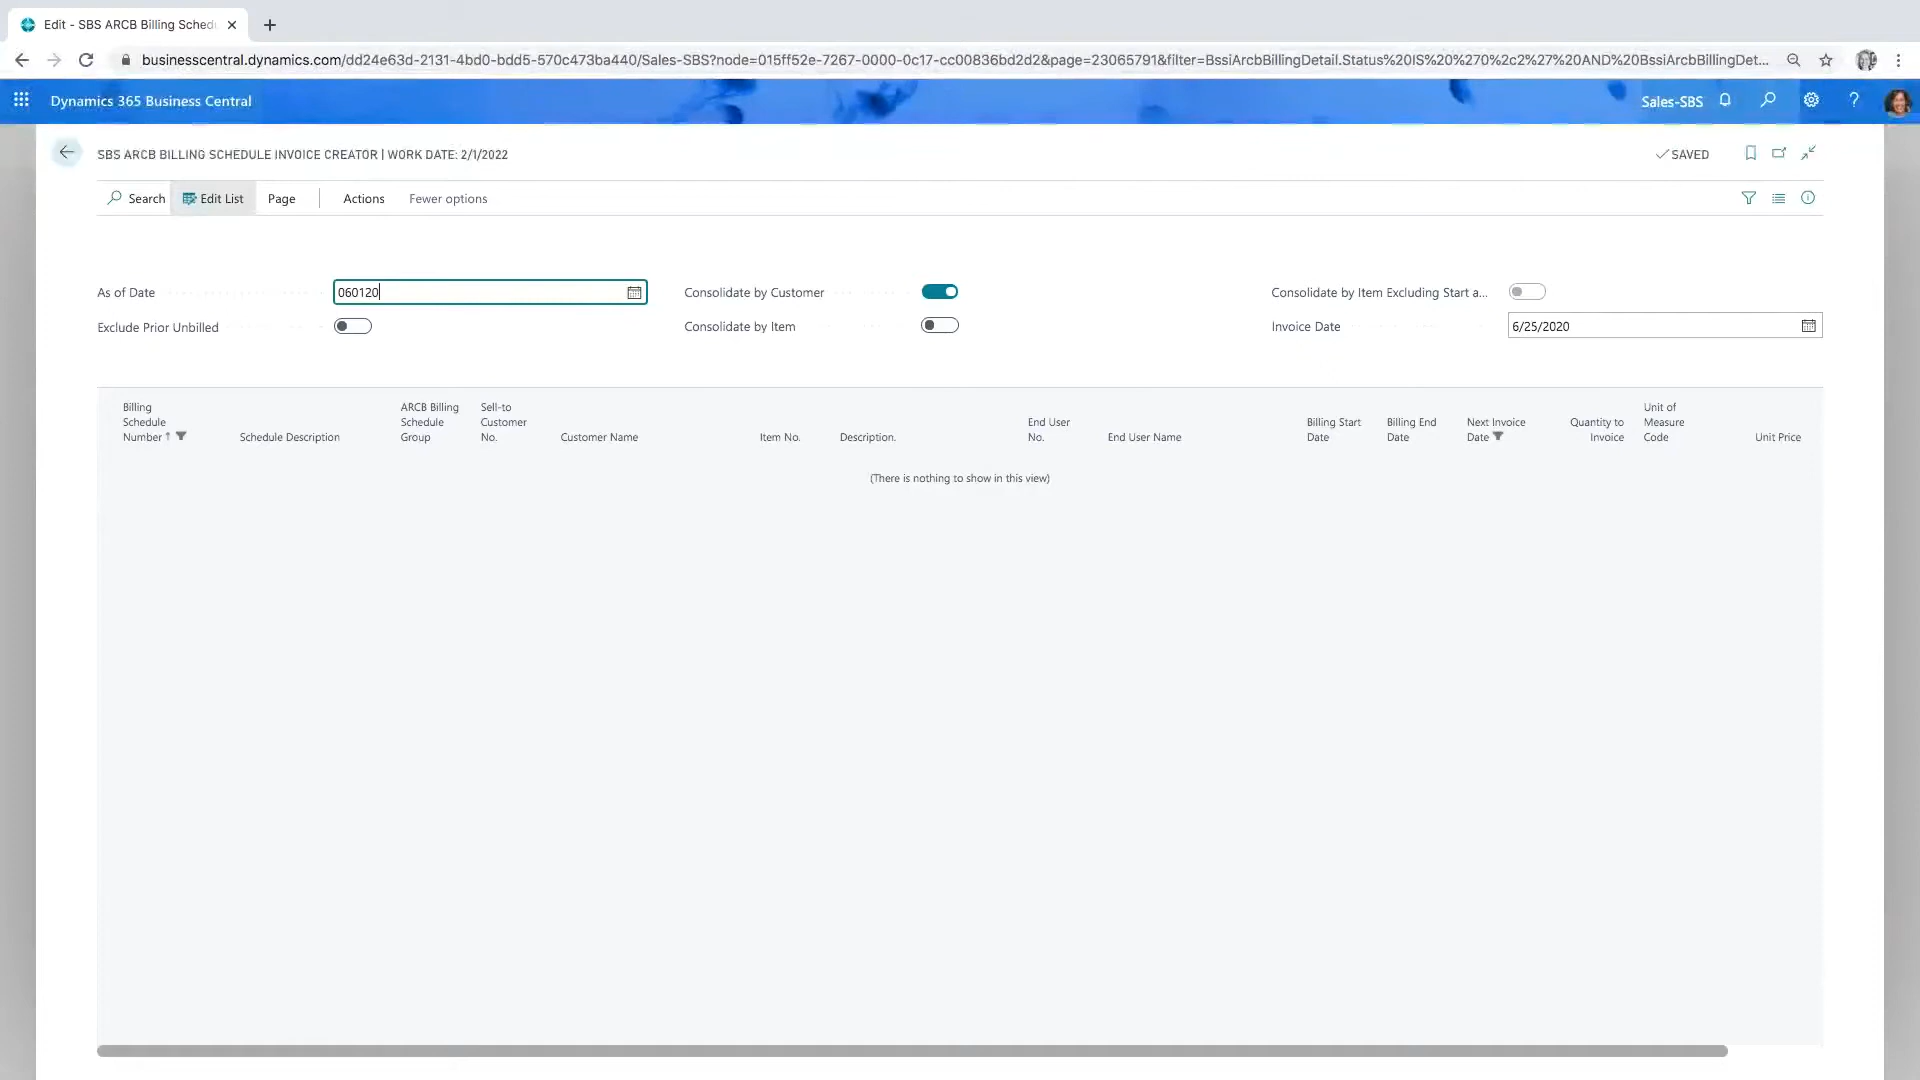 Edit - SBS ARCB Billing Sched
businesscentral.dynamics.com/dd24e63d-2131-4bd0-bdd5-570c473ba440/Sales-SBS?node=015ff52e-7267-0000-0c17-cc00836bd2d2&page=23065791&filter=BssiArcbBillingDetail.Status%20IS%20%270%2c2%27%20AND%20BssiArcbBillingDet...
Dynamics 365 Business Central
Sales-SBS
?
SBS ARCB BILLING SCHEDULE INVOICE CREATOR | WORK DATE: 2/1/2022
SAVED
Search Edit List Page Actions Fewer options
As of Date 060120 Consolidate by Customer Consolidate by Item Excluding Start a...
Exclude Prior Unbilled Consolidate by Item Invoice Date 6/25/2020
Billing Schedule Number
Schedule Description
ARCB Billing Schedule Group
Sell-to Customer No.
Customer Name
Item No.
Description.
End User No.
End User Name
Billing Start Date
Billing End Date
Next Invoice Date
Quantity to Invoice
Unit of Measure Code
Unit Price
(There is nothing to show in this view)